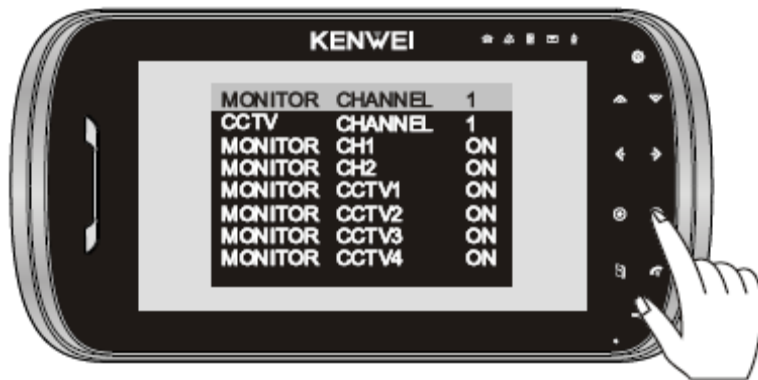 KENWEI
MONITOR CHANNEL 1
CCTV CHANNEL 1
MONITOR CH1 ON
MONITOR CH2 ON
MONITOR CCTV1 ON
MONITOR CCTV2 ON
MONITOR CCTV3 ON
MONITOR CCTV4 ON